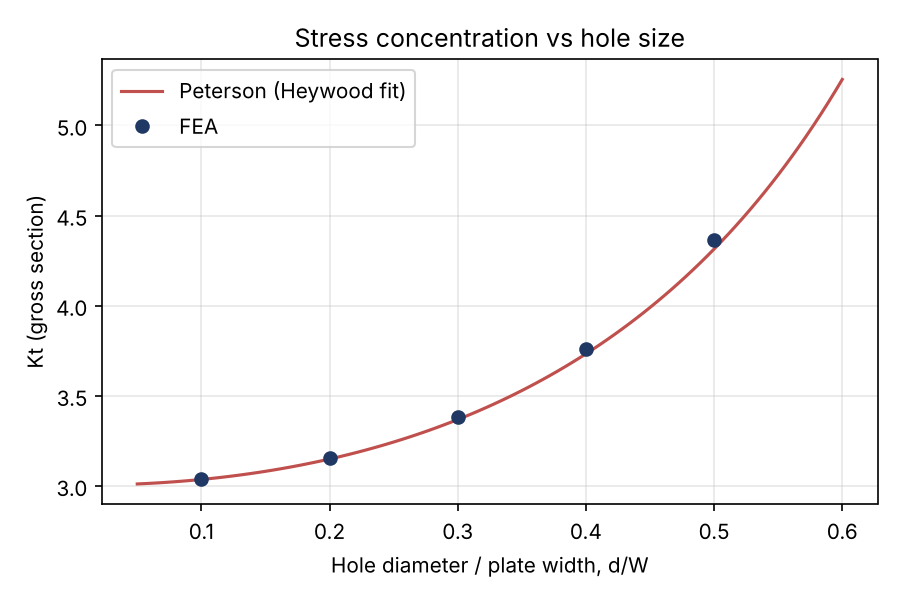 Stress concentration vs hole size
Peterson (Heywood fit)
FEA
Kt (gross section)
5.0
4.5
4.0
3.5
3.0
0.1
0.2
0.3
0.4
0.5
0.6
Hole diameter / plate width, d/W